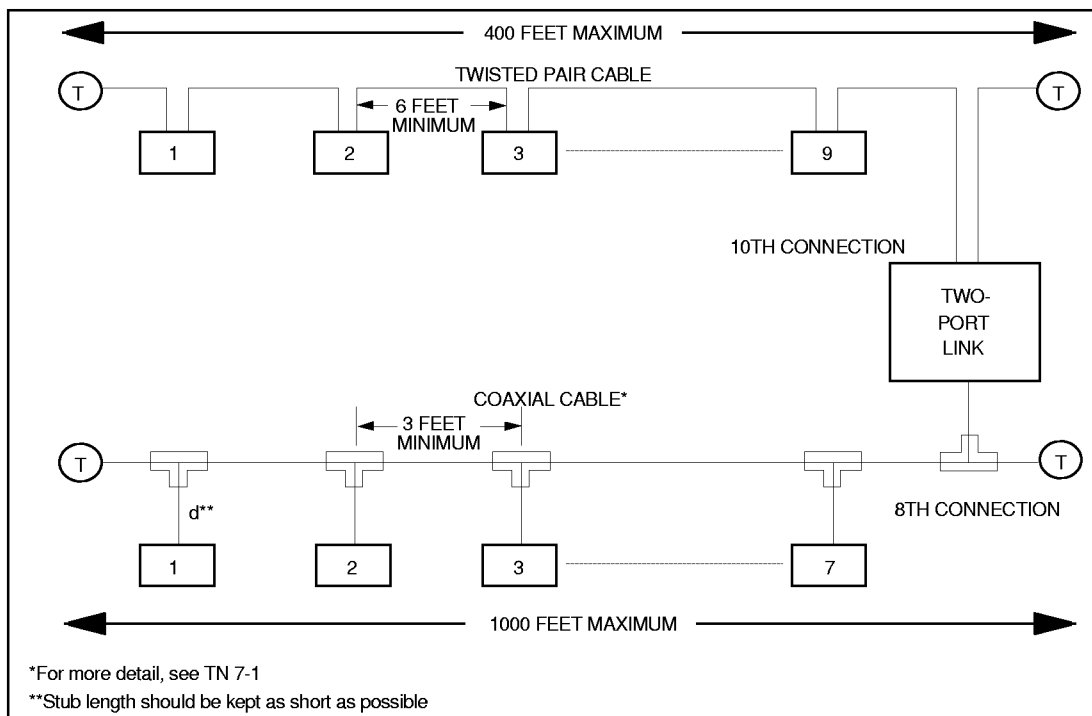 400 FEET MAXIMUM
TWISTED PAIR CABLE
T
T
6 FEET
MINIMUM
1
2
3
9
10TH CONNECTION
TWO-
PORT
LINK
COAXIAL CABLE*
3 FEET
MINIMUM
T
T
d**
8TH CONNECTION
1
2
3
7
1000 FEET MAXIMUM
*For more detail, see TN 7-1
**Stub length should be kept as short as possible